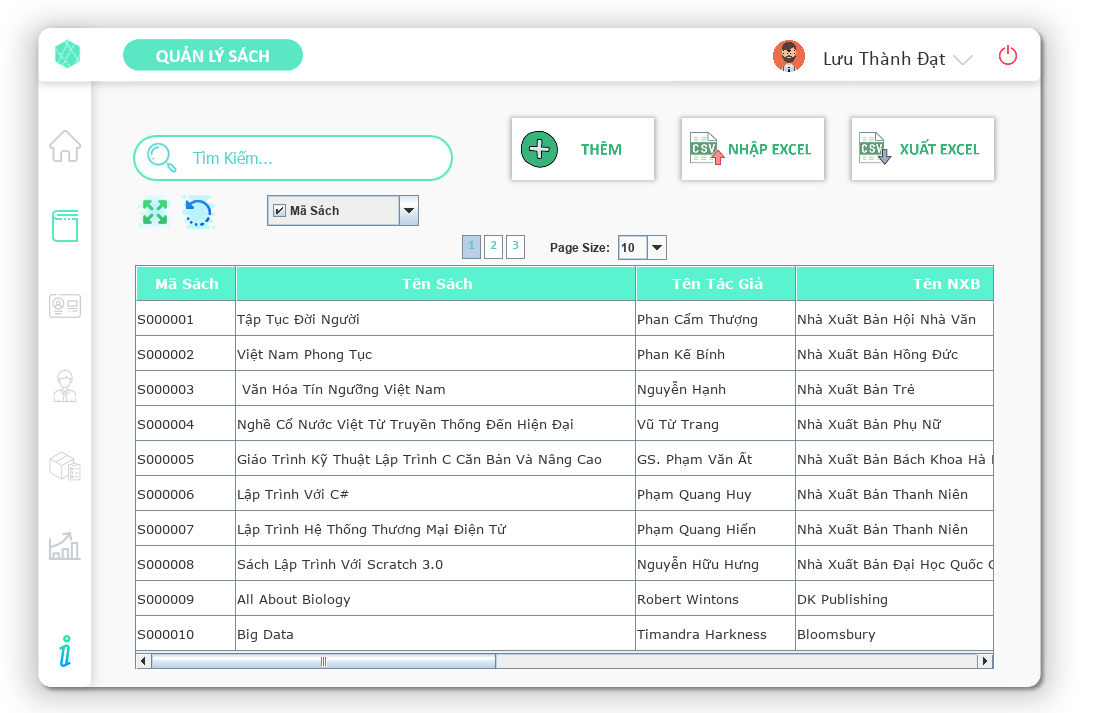 QUẢN LÝ SÁCH
Lưu Thành Đạt
Tìm Kiếm...
THÊM
CSV NHẬP EXCEL
CSV XUẤT EXCEL
Mã Sách
1 2 3 Page Size: 10
Mã Sách Tên Sách Tên Tác Giả Tên NXB
S000001 Tập Tục Đời Người Phan Cẩm Thượng Nhà Xuất Bản Hội Nhà Văn
S000002 Việt Nam Phong Tục Phan Kế Bính Nhà Xuất Bản Hồng Đức
S000003 Văn Hóa Tín Ngưỡng Việt Nam Nguyễn Hạnh Nhà Xuất Bản Trẻ
S000004 Nghề Cổ Nước Việt Từ Truyền Thống Đến Hiện Đại Vũ Từ Trang Nhà Xuất Bản Phụ Nữ
S000005 Giáo Trình Kỹ Thuật Lập Trình C Căn Bản Và Nâng Cao GS. Phạm Văn Ất Nhà Xuất Bản Bách Khoa Hà
S000006 Lập Trình Với C# Phạm Quang Huy Nhà Xuất Bản Thanh Niên
S000007 Lập Trình Hệ Thống Thương Mại Điện Tử Phạm Quang Hiển Nhà Xuất Bản Thanh Niên
S000008 Sách Lập Trình Với Scratch 3.0 Nguyễn Hữu Hưng Nhà Xuất Bản Đại Học Quốc
S000009 All About Biology Robert Wintons DK Publishing
S000010 Big Data Timandra Harkness Bloomsbury